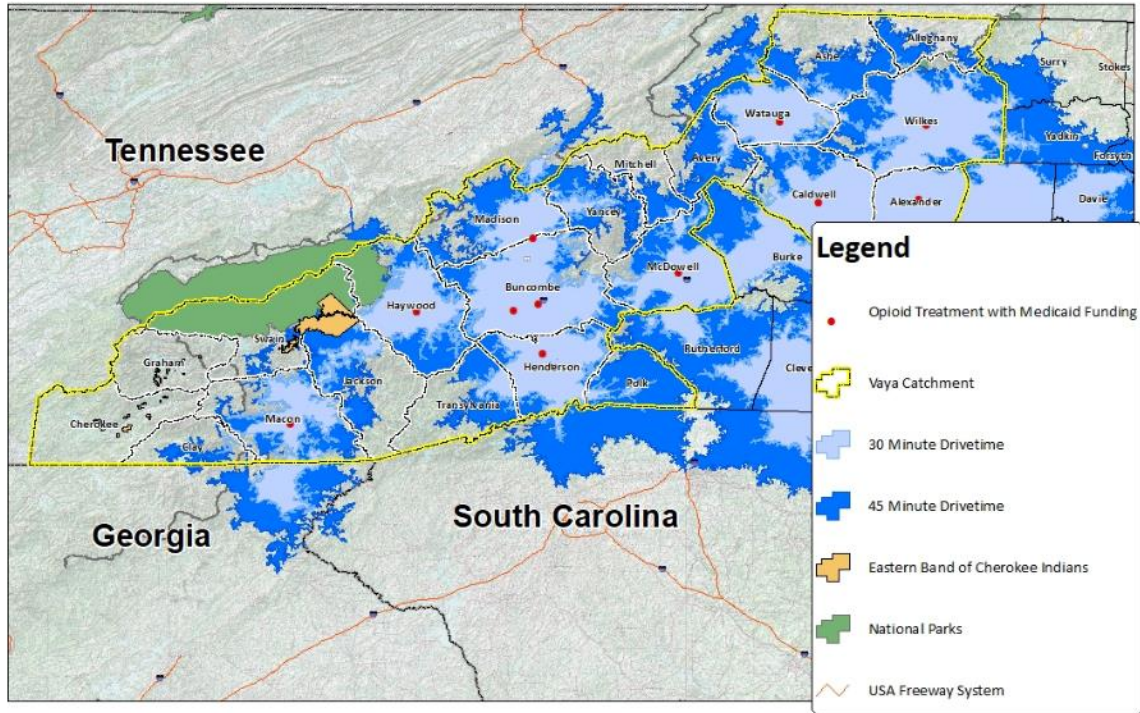 Alleghany
Ashe
Surry
Stokes
Watauga
Wilkes
Yadkin
Forsyth
Tennessee
Mitchell
Avery
Caldwell
Alexander
Davie
Madison
Yancey
McDowell
Burke
Buncombe
Haywood
Swain
Graham
Rutherford
Cleve
Henderson
Polk
Jackson
Transylvania
Macon
Cherokee
Clay
Georgia
South Carolina
Legend
Opioid Treatment with Medicaid Funding
Vaya Catchment
30 Minute Drivetime
45 Minute Drivetime
Eastern Band of Cherokee Indians
National Parks
USA Freeway System